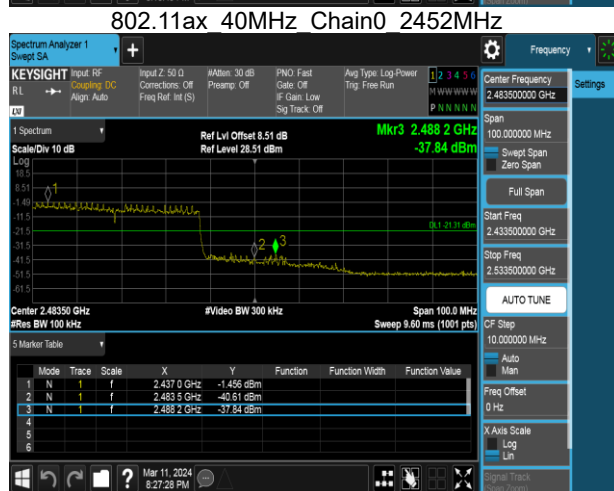 802.11ax_40MHz_Chain0_2452MHz
Spectrum Analyzer 1
Swept SA
Frequency
KEYSIGHT Input: RF Input Z: 50 Ω #Atten: 30 dB PNO: Fast Avg Type: Log-Power 1 2 3 4 5 6
RL Coupling: DC Corrections: Off Preamp: Off Gate: Off Trig: Free Run M W W W W W
Align: Auto Freq Ref: Int (S) IF Gain: Low
Sig Track: Off P N N N N N
LXI
Center Frequency
2.483500000 GHz
Settings
Span
100.000000 MHz
Swept Span
Zero Span
Full Span
Start Freq
2.433500000 GHz
Stop Freq
2.533500000 GHz
AUTO TUNE
CF Step
10.000000 MHz
Auto
Man
Freq Offset
0 Hz
X Axis Scale
Log
Lin
Signal Track
(Span Zoom)
1 Spectrum
Ref Lvl Offset 8.51 dB
Mkr3 2.488 2 GHz
Scale/Div 10 dB
Ref Level 28.51 dBm
-37.84 dBm
Log
18.5
8.51
-1.49
-11.5
-21.5
-31.5
-41.5
-51.5
-61.5
1
2
3
DL1 -21.31 dBm
Center 2.48350 GHz #Video BW 300 kHz Span 100.0 MHz
#Res BW 100 kHz Sweep 9.60 ms (1001 pts)
5 Marker Table
Mode Trace Scale X Y Function Function Width Function Value
1 N 1 f 2.437 0 GHz -1.456 dBm
2 N 1 f 2.483 5 GHz -40.61 dBm
3 N 1 f 2.488 2 GHz -37.84 dBm
4
5
6
?
Mar 11, 2024
8:27:28 PM